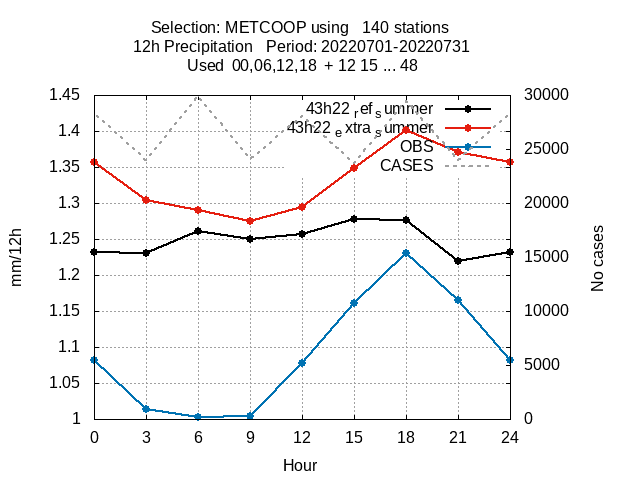 Selection: METCOOP using   140 stations
12h Precipitation   Period: 20220701-20220731
Used  00,06,12,18  + 12 15 ... 48
1.45 30000
43h22 ref summer
1.4
43h22 extra summer
25000
OBS
1.35
CASES
1.3 20000
mm/12h
1.25
15000
No cases
1.2
1.15 10000
1.1
5000
1.05
1 0
0 3 6 9 12 15 18 21 24
Hour